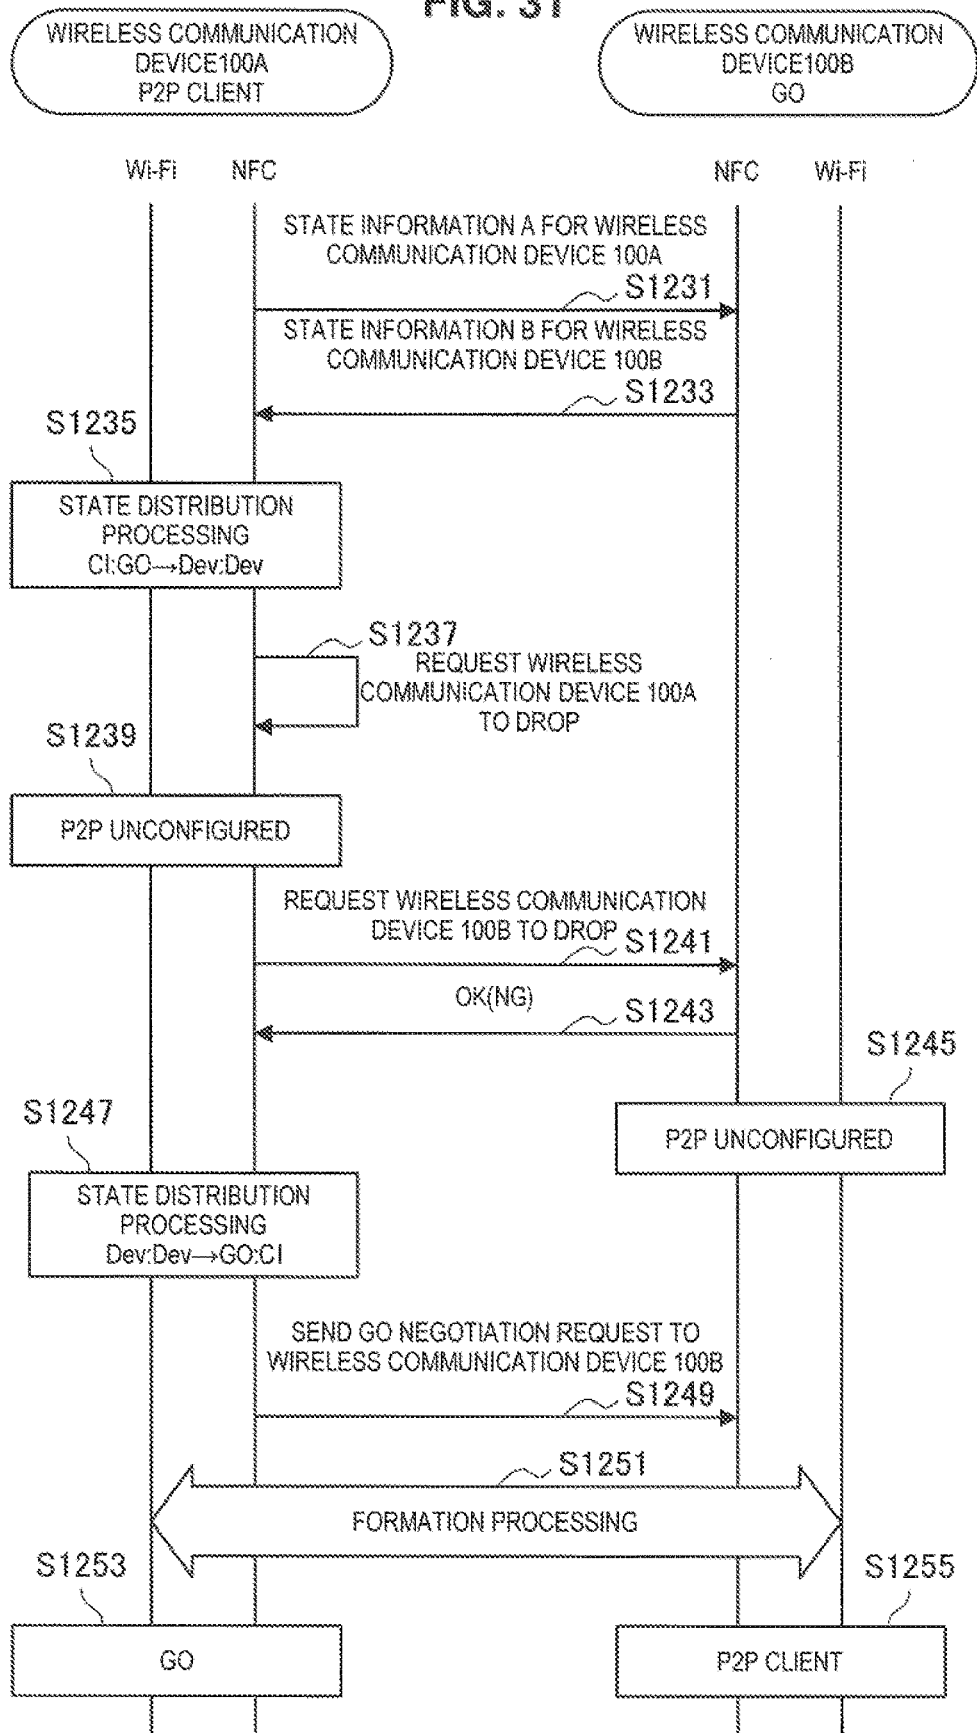 FIG. 31
WIRELESS COMMUNICATION
DEVICE100A
P2P CLIENT
WIRELESS COMMUNICATION
DEVICE100B
GO
Wi-Fi
NFC
NFC
Wi-Fi
STATE INFORMATION A FOR WIRELESS
COMMUNICATION DEVICE 100A
S1231
STATE INFORMATION B FOR WIRELESS
COMMUNICATION DEVICE 100B
S1233
S1235
STATE DISTRIBUTION
PROCESSING
Cl:GO→Dev:Dev
S1237
REQUEST WIRELESS
COMMUNICATION DEVICE 100A
TO DROP
S1239
P2P UNCONFIGURED
REQUEST WIRELESS COMMUNICATION
DEVICE 100B TO DROP
S1241
OK(NG)
S1243
S1245
P2P UNCONFIGURED
S1247
STATE DISTRIBUTION
PROCESSING
Dev:Dev→GO:Cl
SEND GO NEGOTIATION REQUEST TO
WIRELESS COMMUNICATION DEVICE 100B
S1249
S1251
FORMATION PROCESSING
S1253
GO
S1255
P2P CLIENT